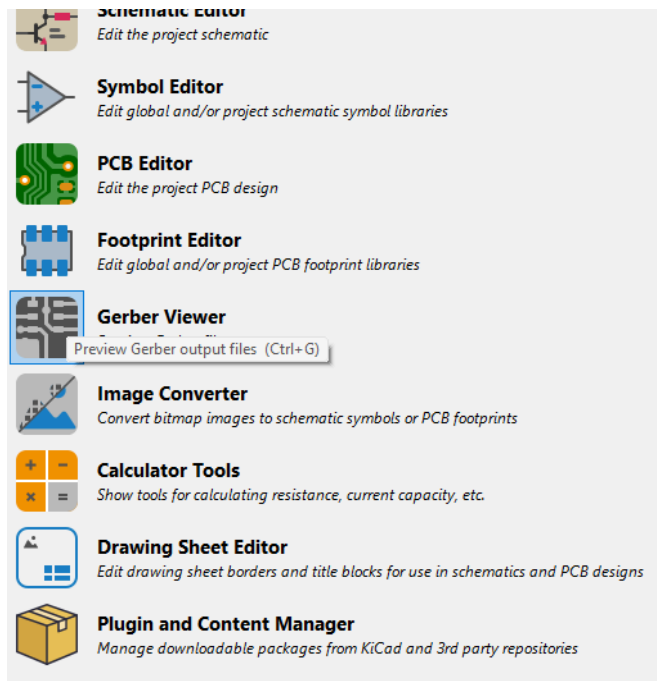 Schematic Editor
Edit the project schematic
Symbol Editor
Edit global and/or project schematic symbol libraries
PCB Editor
Edit the project PCB design
Footprint Editor
Edit global and/or project PCB footprint libraries
Gerber Viewer
Preview Gerber output files (Ctrl+G)
Image Converter
Convert bitmap images to schematic symbols or PCB footprints
Calculator Tools
Show tools for calculating resistance, current capacity, etc.
Drawing Sheet Editor
Edit drawing sheet borders and title blocks for use in schematics and PCB designs
Plugin and Content Manager
Manage downloadable packages from KiCad and 3rd party repositories